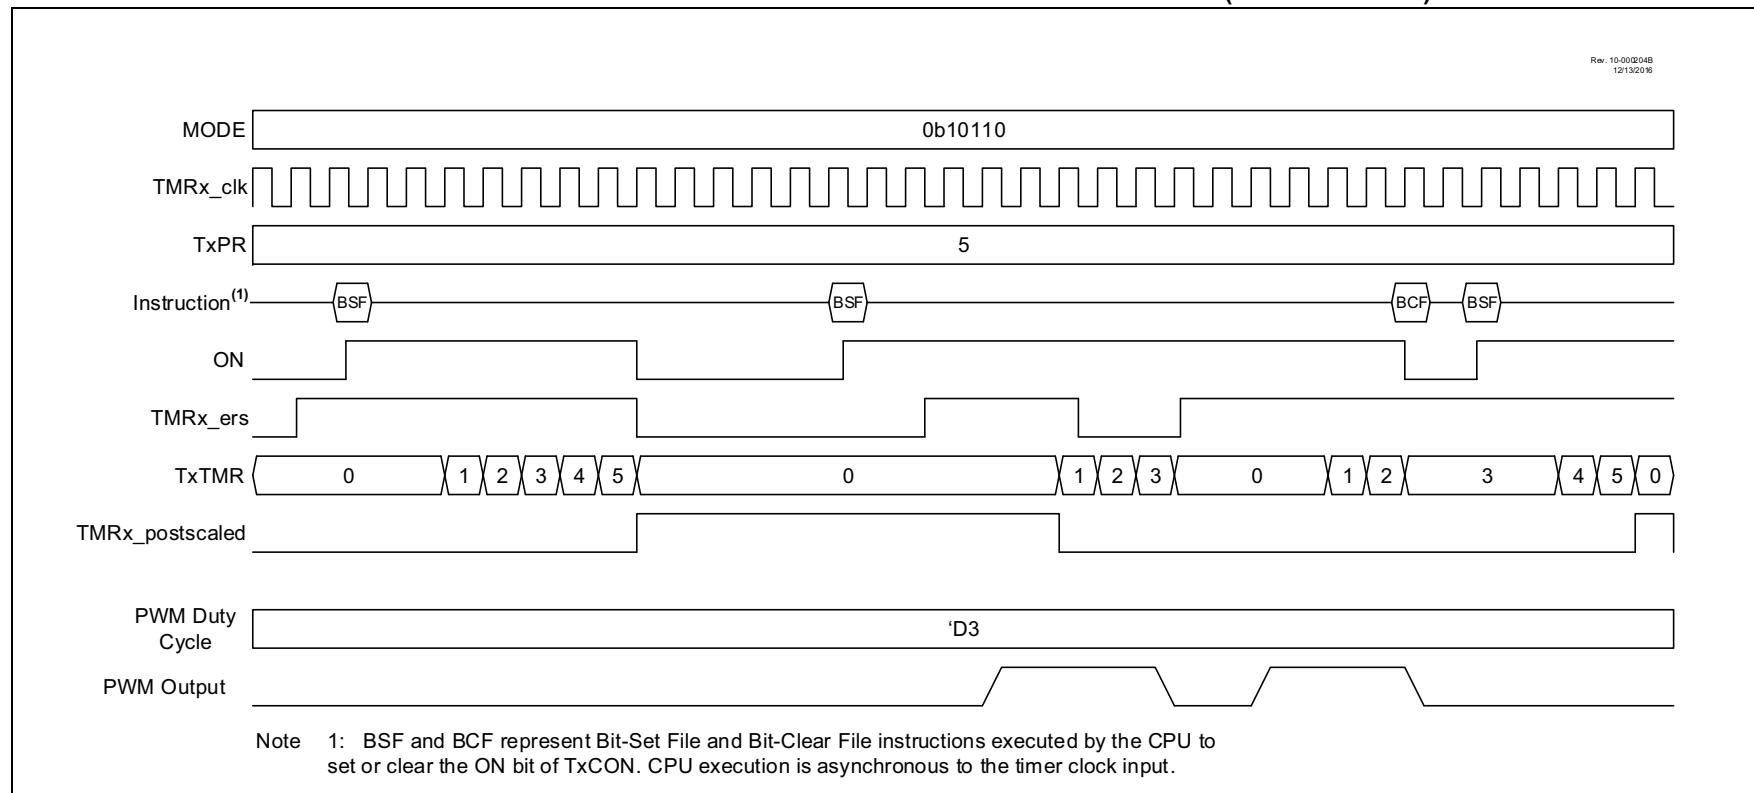 Rev. 10-000204B
12/13/2016
MODE 0b10110
TMRx_clk
TxPR 5
Instruction(1) BSF BSF BCF BSF
ON
TMRx_ers
TxTMR 0 1 2 3 4 5 0 1 2 3 0 1 2 3 4 5 0
TMRx_postscaled
PWM Duty
Cycle
‘D3
PWM Output
Note 1: BSF and BCF represent Bit-Set File and Bit-Clear File instructions executed by the CPU to
set or clear the ON bit of TxCON. CPU execution is asynchronous to the timer clock input.